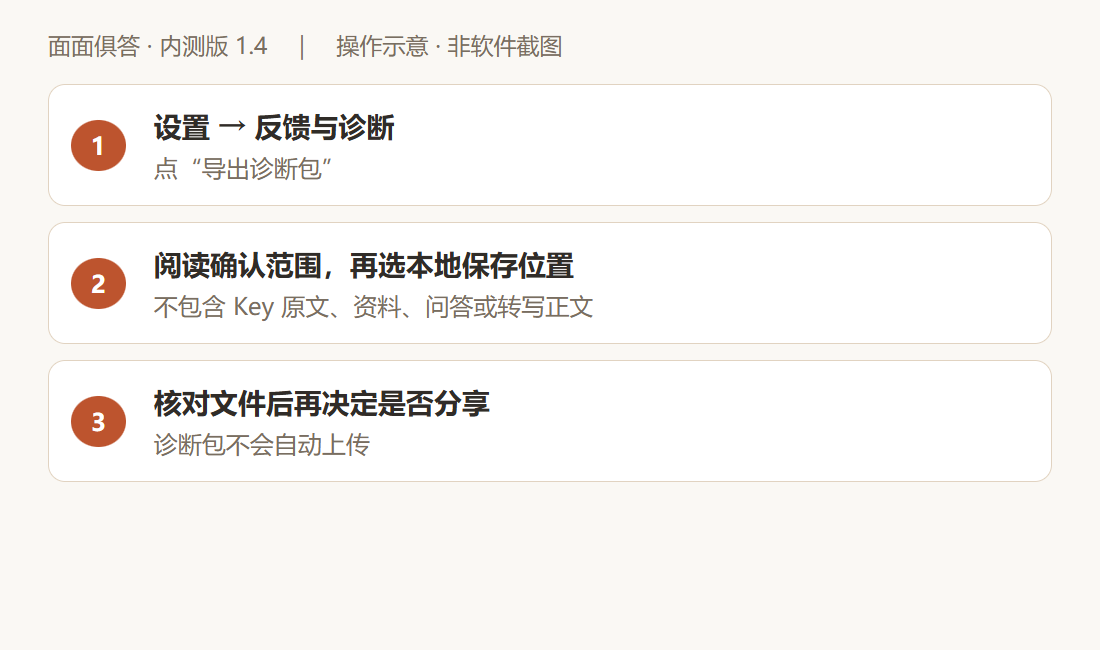 面面俱答 · 内测版 1.4 | 操作示意 · 非软件截图
1
设置 → 反馈与诊断
点“导出诊断包”
2
阅读确认范围，再选本地保存位置
不包含 Key 原文、资料、问答或转写正文
3
核对文件后再决定是否分享
诊断包不会自动上传